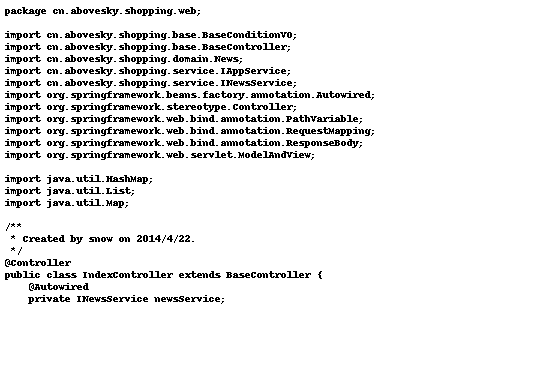 package cn.abovesky.shopping.web;

import cn.abovesky.shopping.base.BaseConditionVO;
import cn.abovesky.shopping.base.BaseController;
import cn.abovesky.shopping.domain.News;
import cn.abovesky.shopping.service.IAppService;
import cn.abovesky.shopping.service.INewsService;
import org.springframework.beans.factory.annotation.Autowired;
import org.springframework.stereotype.Controller;
import org.springframework.web.bind.annotation.PathVariable;
import org.springframework.web.bind.annotation.RequestMapping;
import org.springframework.web.bind.annotation.ResponseBody;
import org.springframework.web.servlet.ModelAndView;

import java.util.HashMap;
import java.util.List;
import java.util.Map;

/**
 * Created by snow on 2014/4/22.
 */
@Controller
public class IndexController extends BaseController {
    @Autowired
    private INewsService newsService;